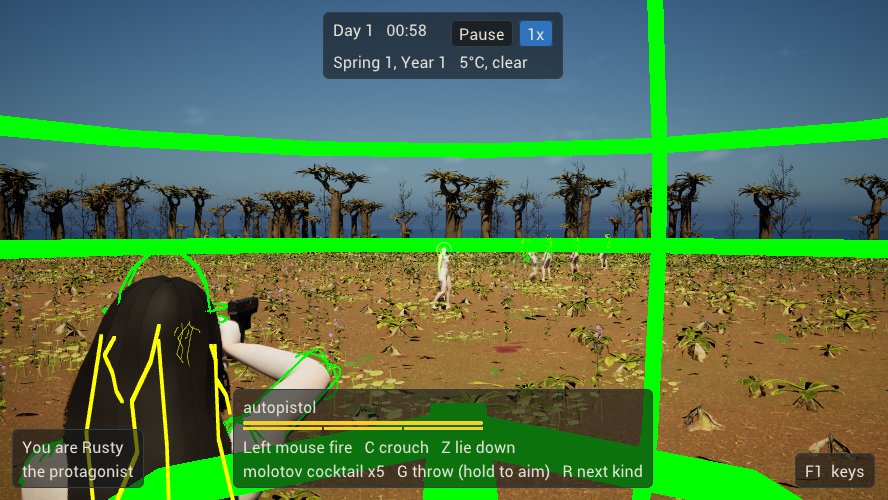 Day 1 00:58 Pause 1x
Spring 1, Year 1 5°C, clear
autopistol
Left mouse fire C crouch Z lie down
molotov cocktail x5 G throw (hold to aim) R next kind
You are Rusty
the protagonist
F1 keys